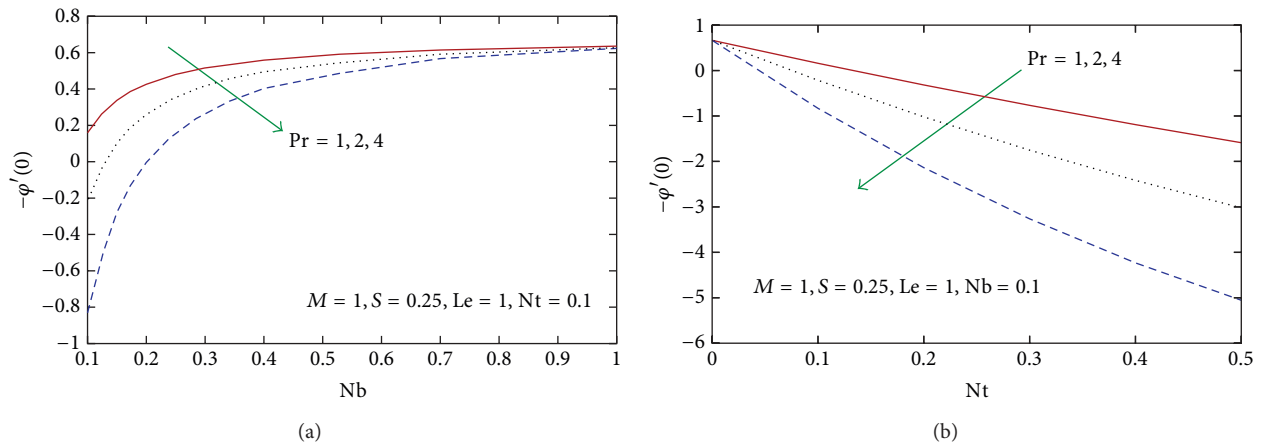 0.8
0.6
0.4
0.2
0
−0.2
−0.4
−0.6
−0.8
−1
−φ′(0)
Pr = 1, 2, 4
M = 1, S = 0.25, Le = 1, Nt = 0.1
0.1 0.2 0.3 0.4 0.5 0.6 0.7 0.8 0.9 1
Nb
(a)
−1
0
−1
−2
−3
−4
−5
−6
−φ′(0)
Pr = 1, 2, 4
M = 1, S = 0.25, Le = 1, Nb = 0.1
0 0.1 0.2 0.3 0.4 0.5
Nt
(b)